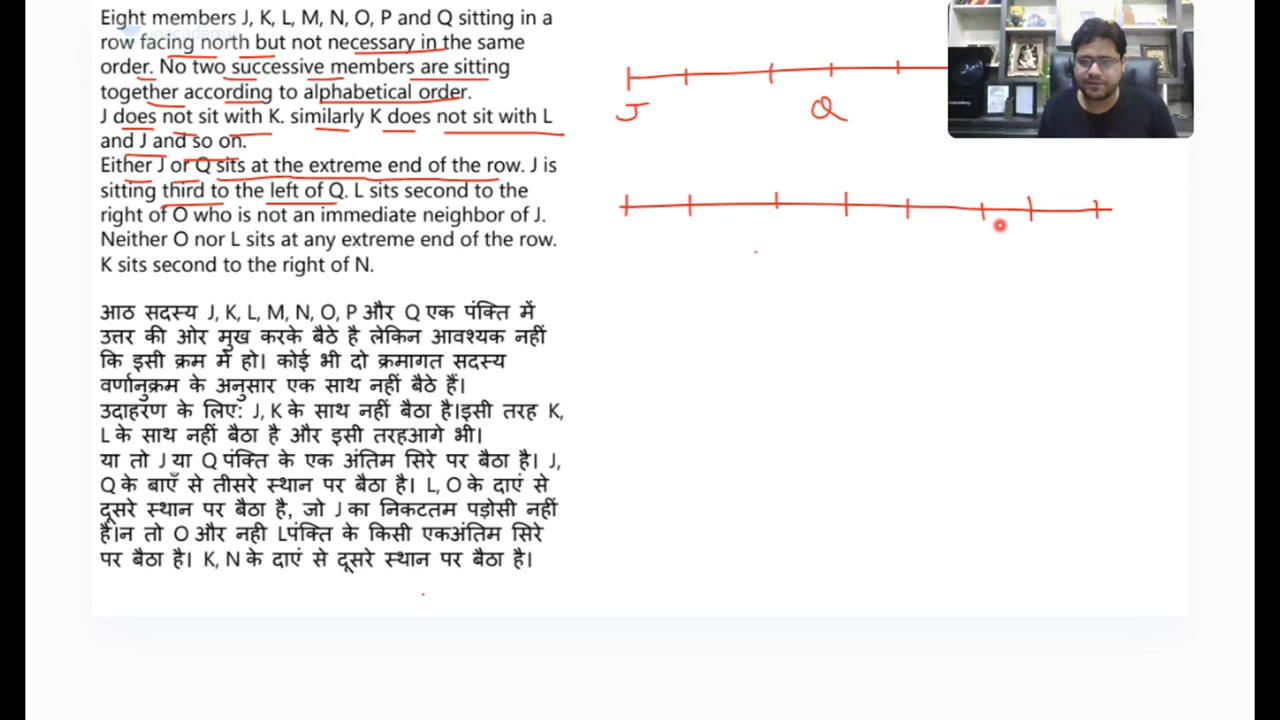 Eight members J, K, L, M, N, O, P and Q sitting in a
row facing north but not necessary in the same
order. No two successive members are sitting
together according to alphabetical order.
J does not sit with K. similarly K does not sit with L
and J and so on.
Either J or Q sits at the extreme end of the row. J is
sitting third to the left of Q. L sits second to the
right of O who is not an immediate neighbor of J.
Neither O nor L sits at any extreme end of the row.
K sits second to the right of N.
J
Q
आठ सदस्य J, K, L, M, N, O, P और Q एक पंक्ति में
उत्तर की ओर मुख करके बैठे है लेकिन आवश्यक नहीं
कि इसी क्रम में हो। कोई भी दो क्रमागत सदस्य
वर्णानुक्रम के अनुसार एक साथ नहीं बैठे हैं।
उदाहरण के लिए: J, K के साथ नहीं बैठा है।इसी तरह K,
L के साथ नहीं बैठा है और इसी तरहआगे भी।
या तो J या Q पंक्ति के एक अंतिम सिरे पर बैठा है। J,
Q के बाएँ से तीसरे स्थान पर बैठा है। L, O के दाएं से
दूसरे स्थान पर बैठा है, जो J का निकटतम पड़ोसी नहीं
है।न तो O और नही Lपंक्ति के किसी एकअंतिम सिरे
पर बैठा है। K, N के दाएं से दूसरे स्थान पर बैठा है।